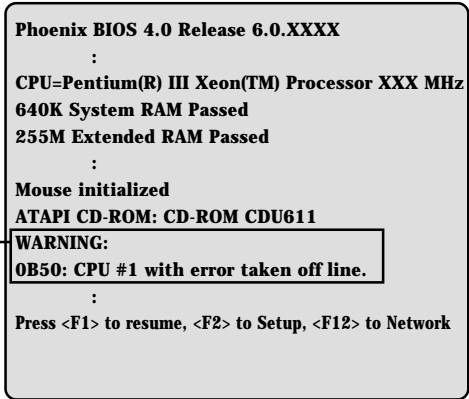 Phoenix BIOS 4.0 Release 6.0.XXXX
:
CPU=Pentium(R) III Xeon(TM) Processor XXX MHz
640K System RAM Passed
255M Extended RAM Passed
:
Mouse initialized
ATAPI CD-ROM: CD-ROM CDU611
WARNING:
0B50: CPU #1 with error taken off line.
:
Press <F1> to resume, <F2> to Setup, <F12> to Network